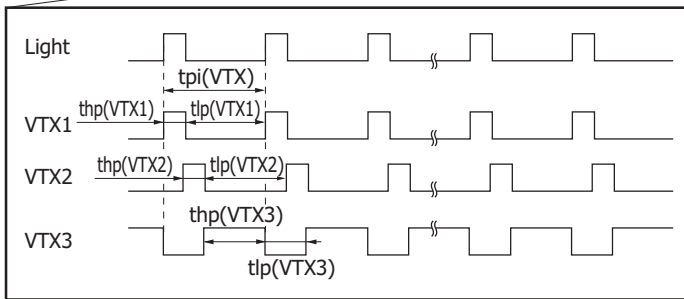 Light
tpi(VTX)
thp(VTX1) tlp(VTX1)
VTX1
thp(VTX2) tlp(VTX2)
VTX2
thp(VTX3)
VTX3
tlp(VTX3)